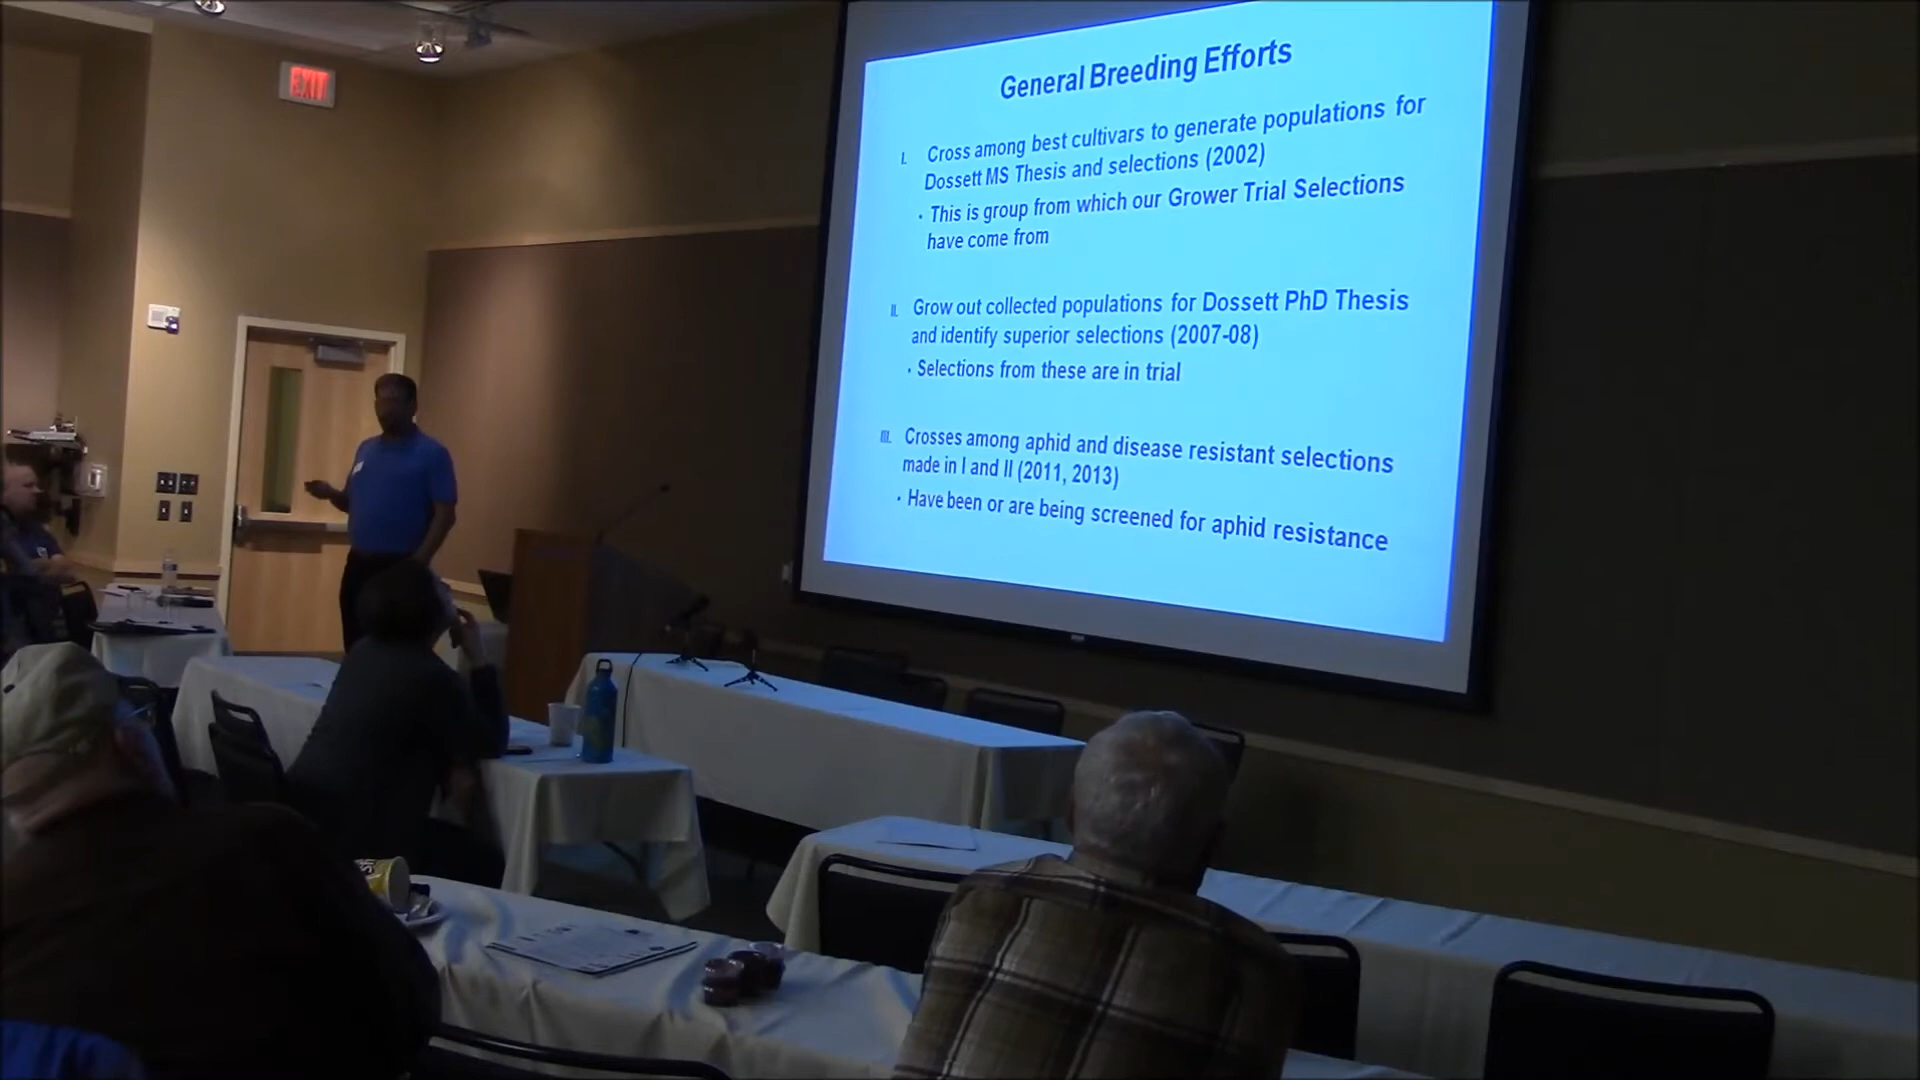 EXIT
General Breeding Efforts
I. Cross among best cultivars to generate populations for
Dossett MS Thesis and selections (2002)
• This is group from which our Grower Trial Selections
have come from
II. Grow out collected populations for Dossett PhD Thesis
and identify superior selections (2007-08)
• Selections from these are in trial
III. Crosses among aphid and disease resistant selections
made in I and II (2011, 2013)
• Have been or are being screened for aphid resistance